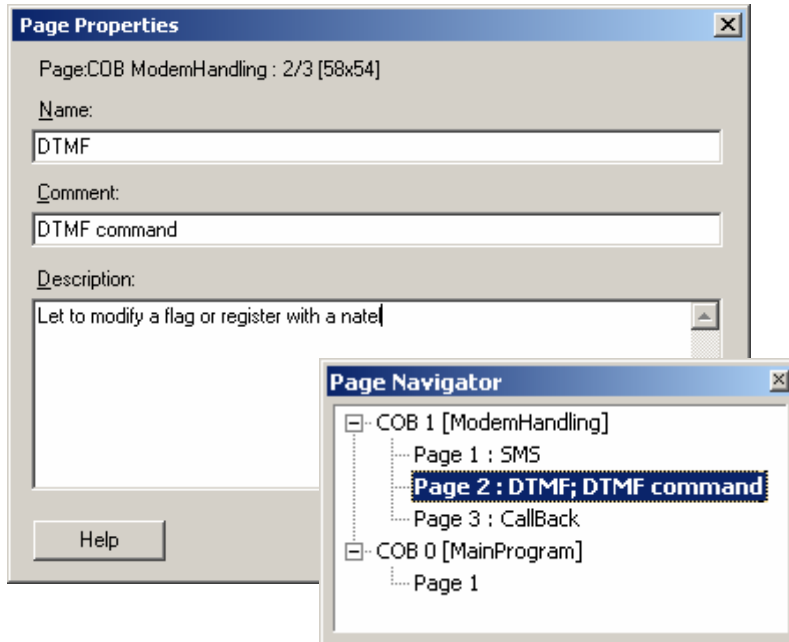 Page Properties
Page:COB ModemHandling : 2/3 [58x54]
Name:
DTMF
Comment:
DTMF command
Description:
Let to modify a flag or register with a natel
Help
Page Navigator
COB 1 [ModemHandling]
Page 1 : SMS
Page 2 : DTMF; DTMF command
Page 3 : CallBack
COB 0 [MainProgram]
Page 1